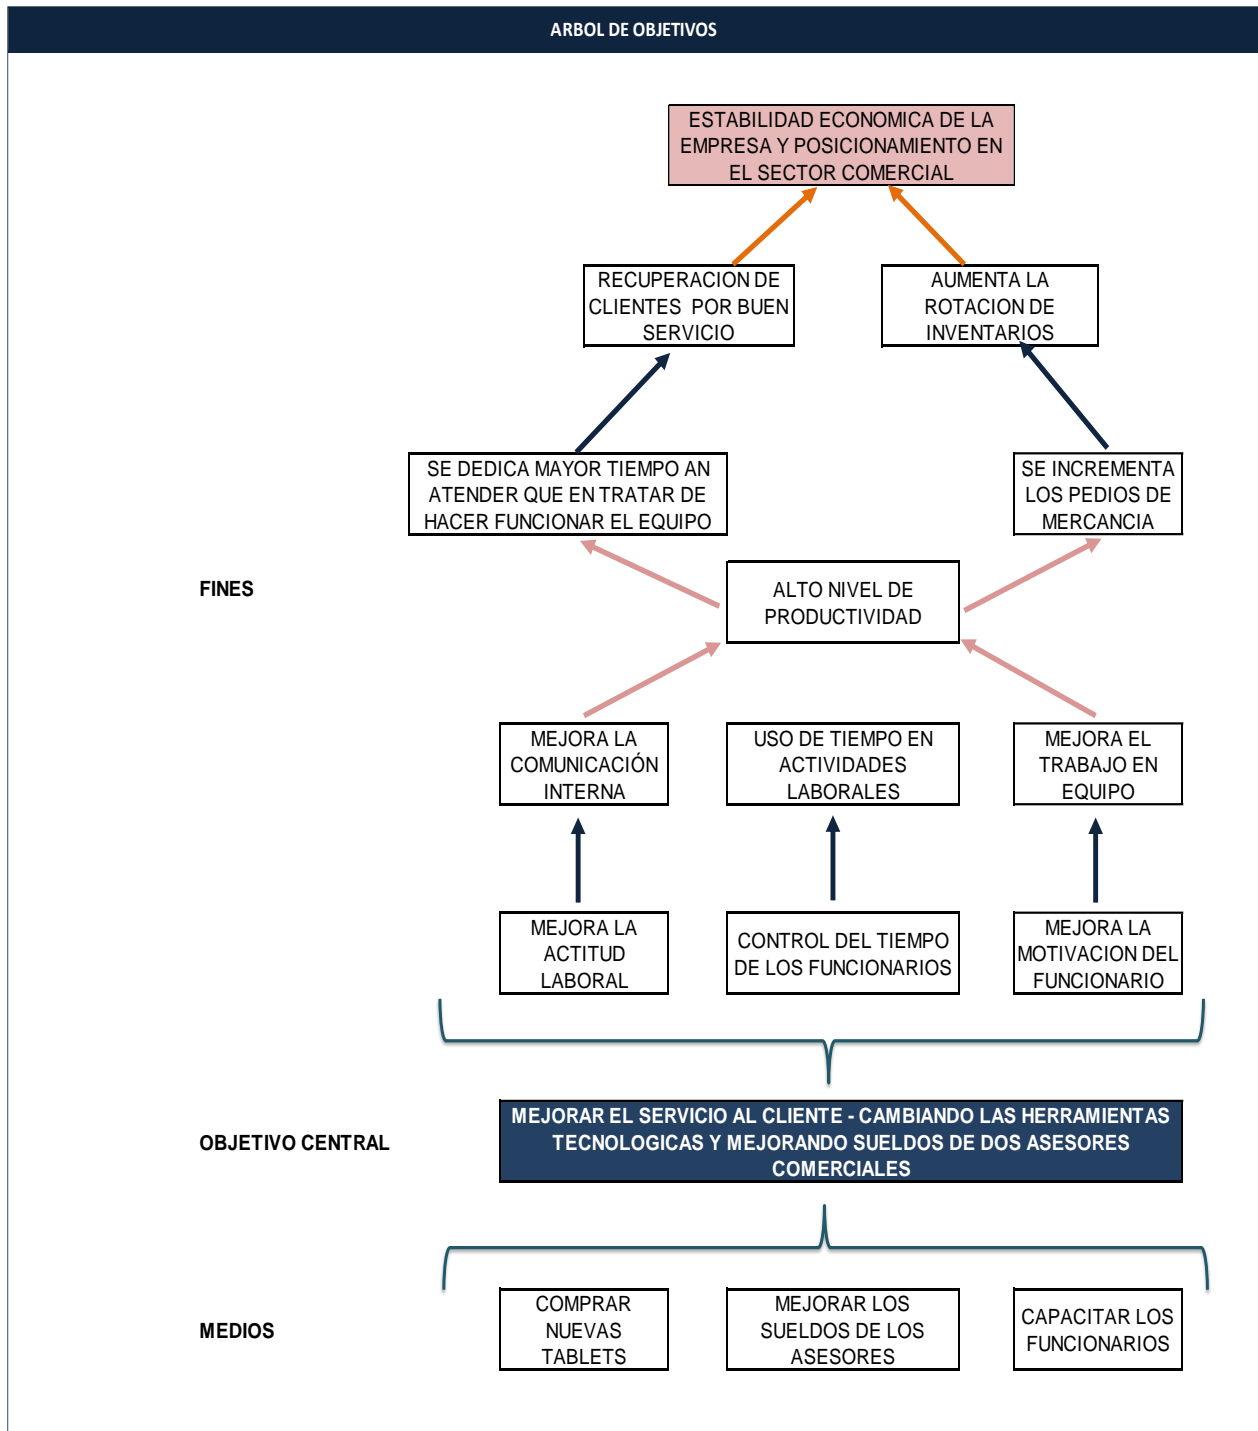 ARBOL DE OBJETIVOS
ESTABILIDAD ECONOMICA DE LA
EMPRESA Y POSICIONAMIENTO EN
EL SECTOR COMERCIAL
RECUPERACION DE
CLIENTES POR BUEN
SERVICIO
AUMENTA LA
ROTACION DE
INVENTARIOS
SE DEDICA MAYOR TIEMPO AN
ATENDER QUE EN TRATAR DE
HACER FUNCIONAR EL EQUIPO
SE INCREMENTA
LOS PEDIOS DE
MERCANCIA
FINES
ALTO NIVEL DE
PRODUCTIVIDAD
MEJORA LA
COMUNICACIÓN
INTERNA
USO DE TIEMPO EN
ACTIVIDADES
LABORALES
MEJORA EL
TRABAJO EN
EQUIPO
MEJORA LA
ACTITUD
LABORAL
CONTROL DEL TIEMPO
DE LOS FUNCIONARIOS
MEJORA LA
MOTIVACION DEL
FUNCIONARIO
OBJETIVO CENTRAL
MEJORAR EL SERVICIO AL CLIENTE - CAMBIANDO LAS HERRAMIENTAS
TECNOLOGICAS Y MEJORANDO SUELDOS DE DOS ASESORES
COMERCIALES
MEDIOS
COMPRAR
NUEVAS
TABLETS
MEJORAR LOS
SUELDOS DE LOS
ASESORES
CAPACITAR LOS
FUNCIONARIOS